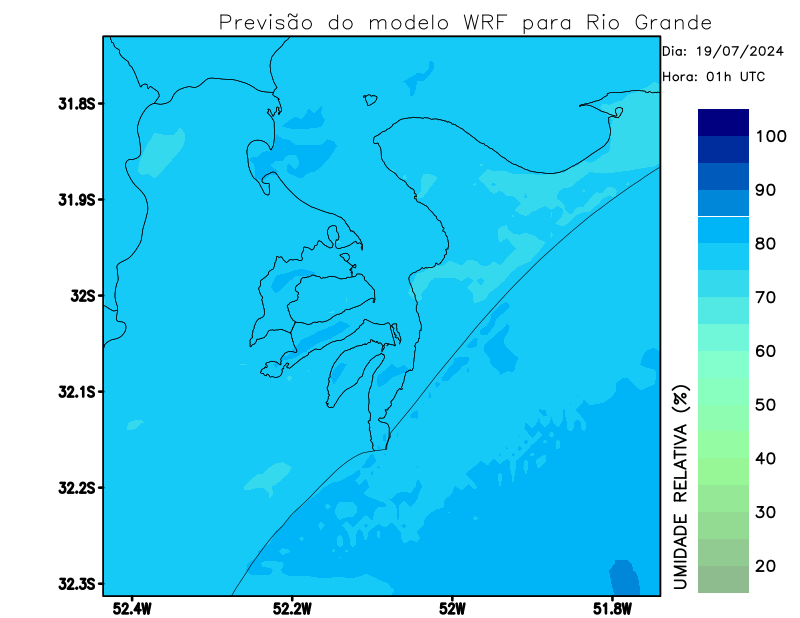 Previsão do modelo WRF para Rio Grande
Dia: 19/07/2024
Hora: 01h UTC
31.8S
31.9S
32S
32.1S
32.2S
32.3S
52.4W
52.2W
52W
51.8W
100
90
80
70
60
50
40
30
20
UMIDADE RELATIVA (%)